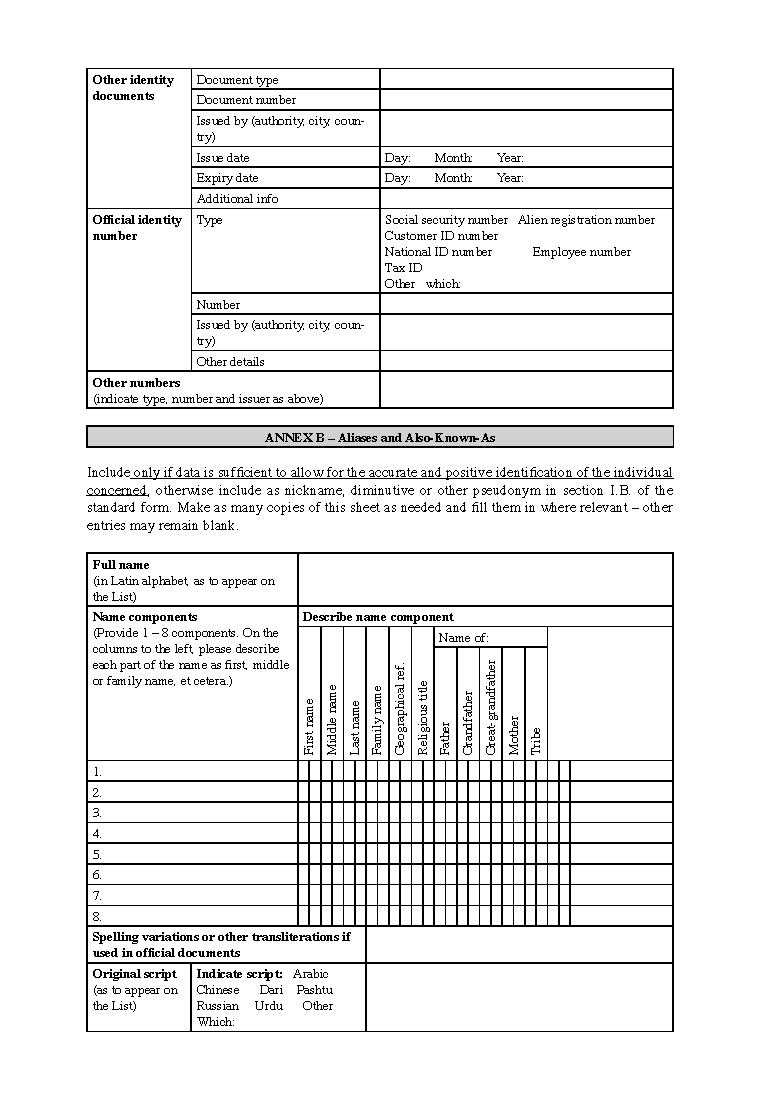 Other identity documents
Document type
Document number
Issued by (authority, city, coun-
try)
Issue date
Day: Month: Year:
Expiry date
Day: Month: Year:
Additional info
Official identity number
Type
Social security number Alien registration number
Customer ID number
National ID number Employee number
Tax ID
Other which:
Number
Issued by (authority, city, coun-
try)
Other details
Other numbers
(indicate type, number and issuer as above)
ANNEX B – Aliases and Also-Known-As
Include only if data is sufficient to allow for the accurate and positive identification of the individual
concerned, otherwise include as nickname, diminutive or other pseudonym in section I.B. of the
standard form. Make as many copies of this sheet as needed and fill them in where relevant – other
entries may remain blank.
Full name
(in Latin alphabet, as to appear on
the List)
Name components
(Provide 1 – 8 components. On the
columns to the left, please describe
each part of the name as first, middle
or family name, et cetera.)
Describe name component
Name of:
First name
Middle name
Last name
Family name
Geographical ref.
Religious title
Father
Grandfather
Great-grandfather
Mother
Tribe
1.
2.
3.
4.
5.
6.
7.
8.
Spelling variations or other transliterations if
used in official documents
Original script
(as to appear on
the List)
Indicate script: Arabic
Chinese Dari Pashtu
Russian Urdu Other
Which: